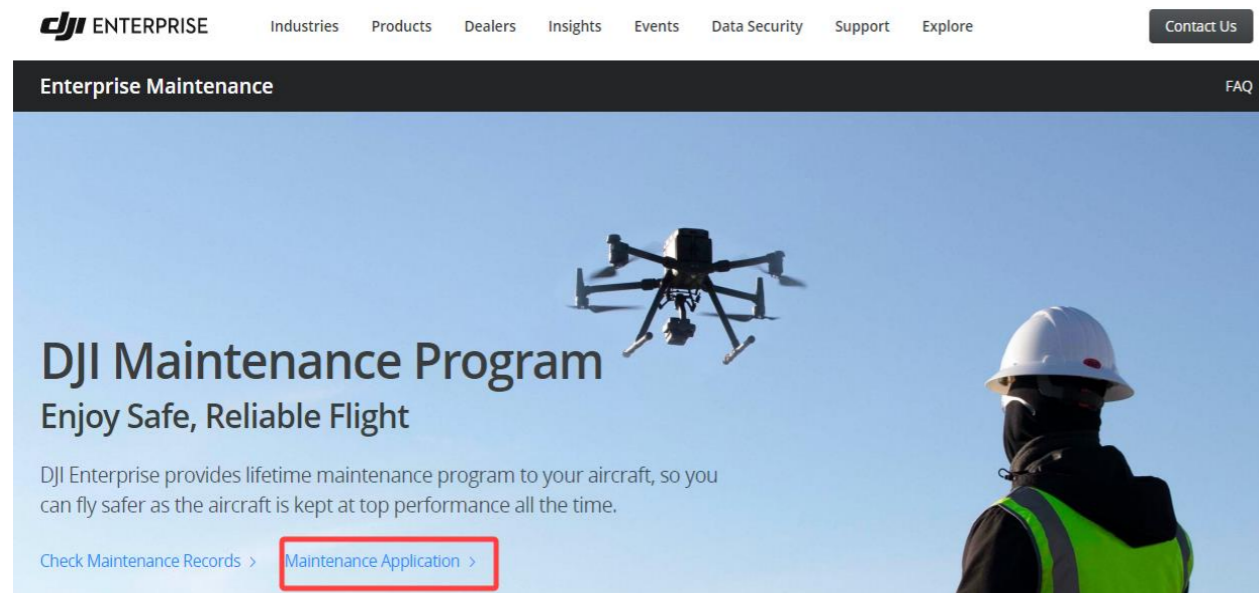 dji ENTERPRISE Industries Products Dealers Insights Events Data Security Support Explore Contact Us
Enterprise Maintenance FAQ
DJI Maintenance Program
Enjoy Safe, Reliable Flight
DJI Enterprise provides lifetime maintenance program to your aircraft, so you
can fly safer as the aircraft is kept at top performance all the time.
Check Maintenance Records > Maintenance Application >